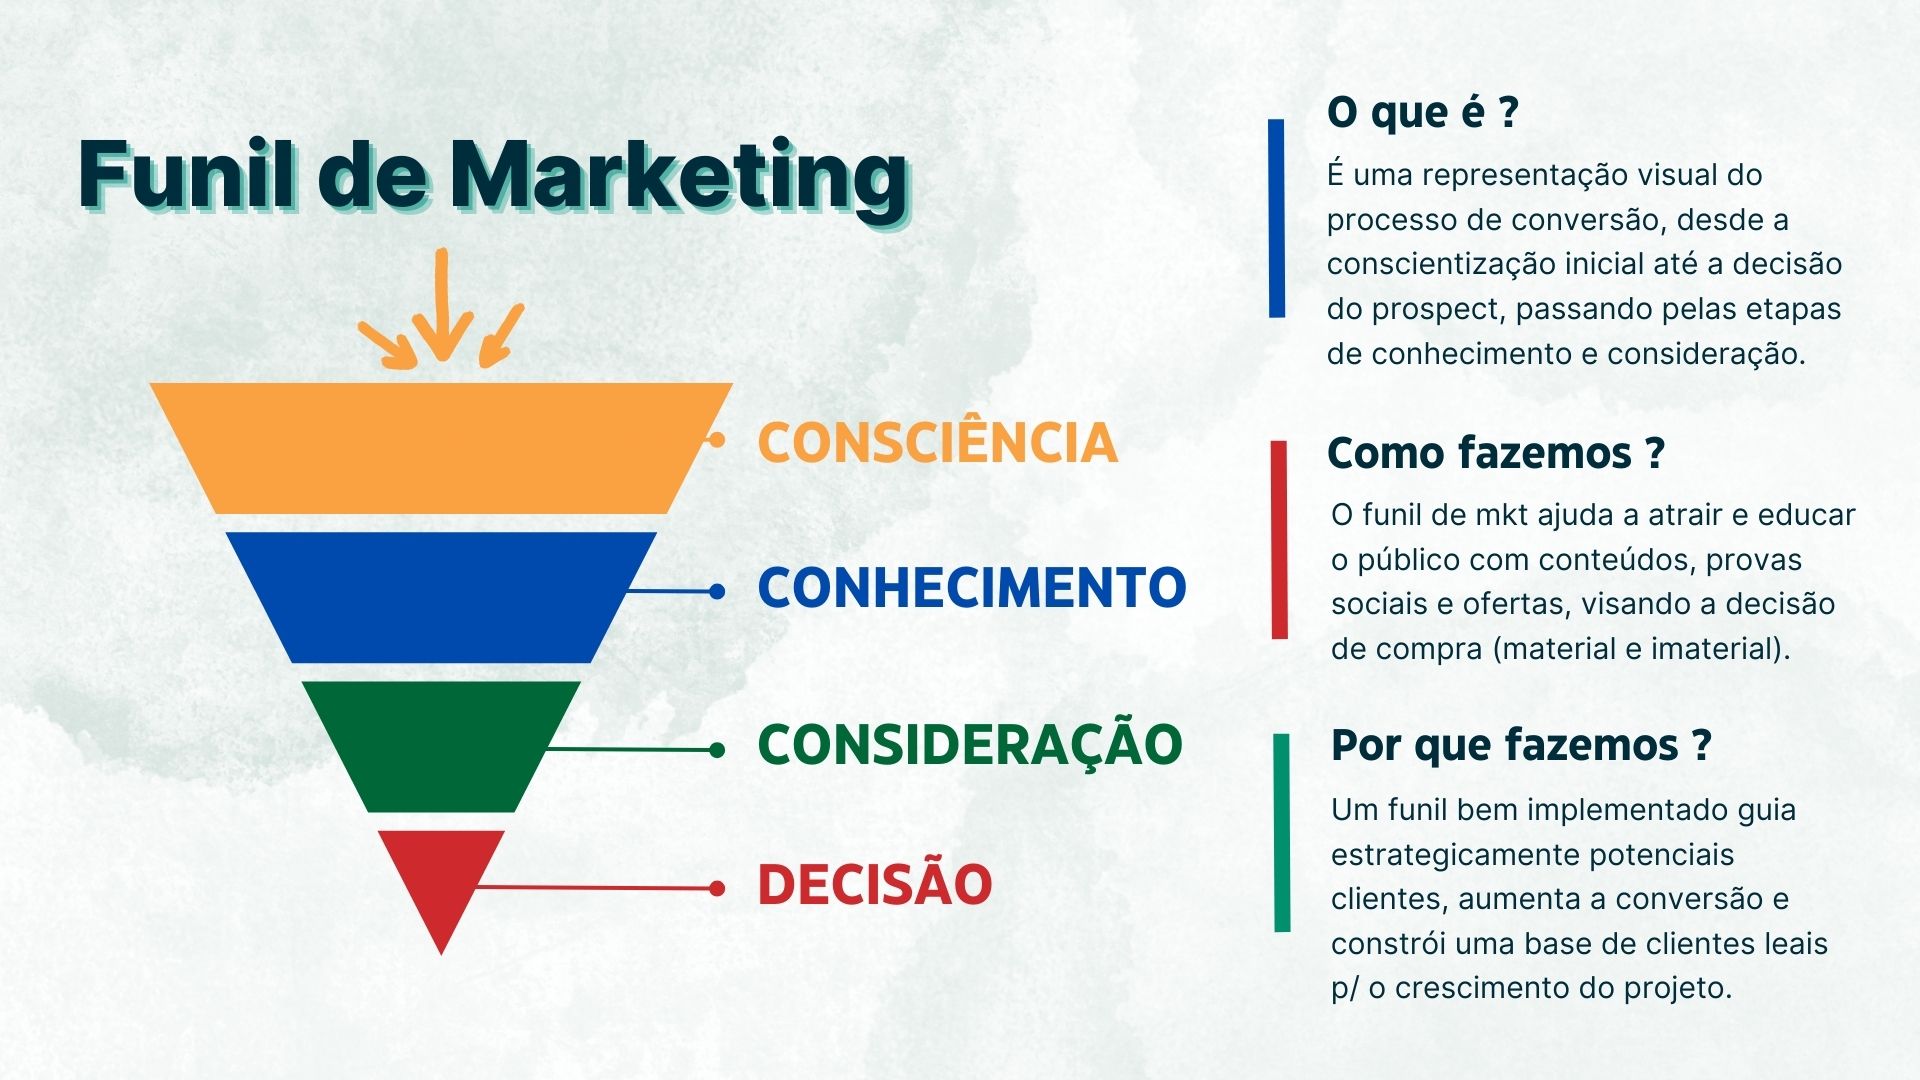 Funil de Marketing
CONSCIÊNCIA
CONHECIMENTO
CONSIDERAÇÃO
DECISÃO
O que é ?
É uma representação visual do
processo de conversão, desde a
conscientização inicial até a decisão
do prospect, passando pelas etapas
de conhecimento e consideração.
Como fazemos ?
O funil de mkt ajuda a atrair e educar
o público com conteúdos, provas
sociais e ofertas, visando a decisão
de compra (material e imaterial).
Por que fazemos ?
Um funil bem implementado guia
estrategicamente potenciais
clientes, aumenta a conversão e
constrói uma base de clientes leais
p/ o crescimento do projeto.